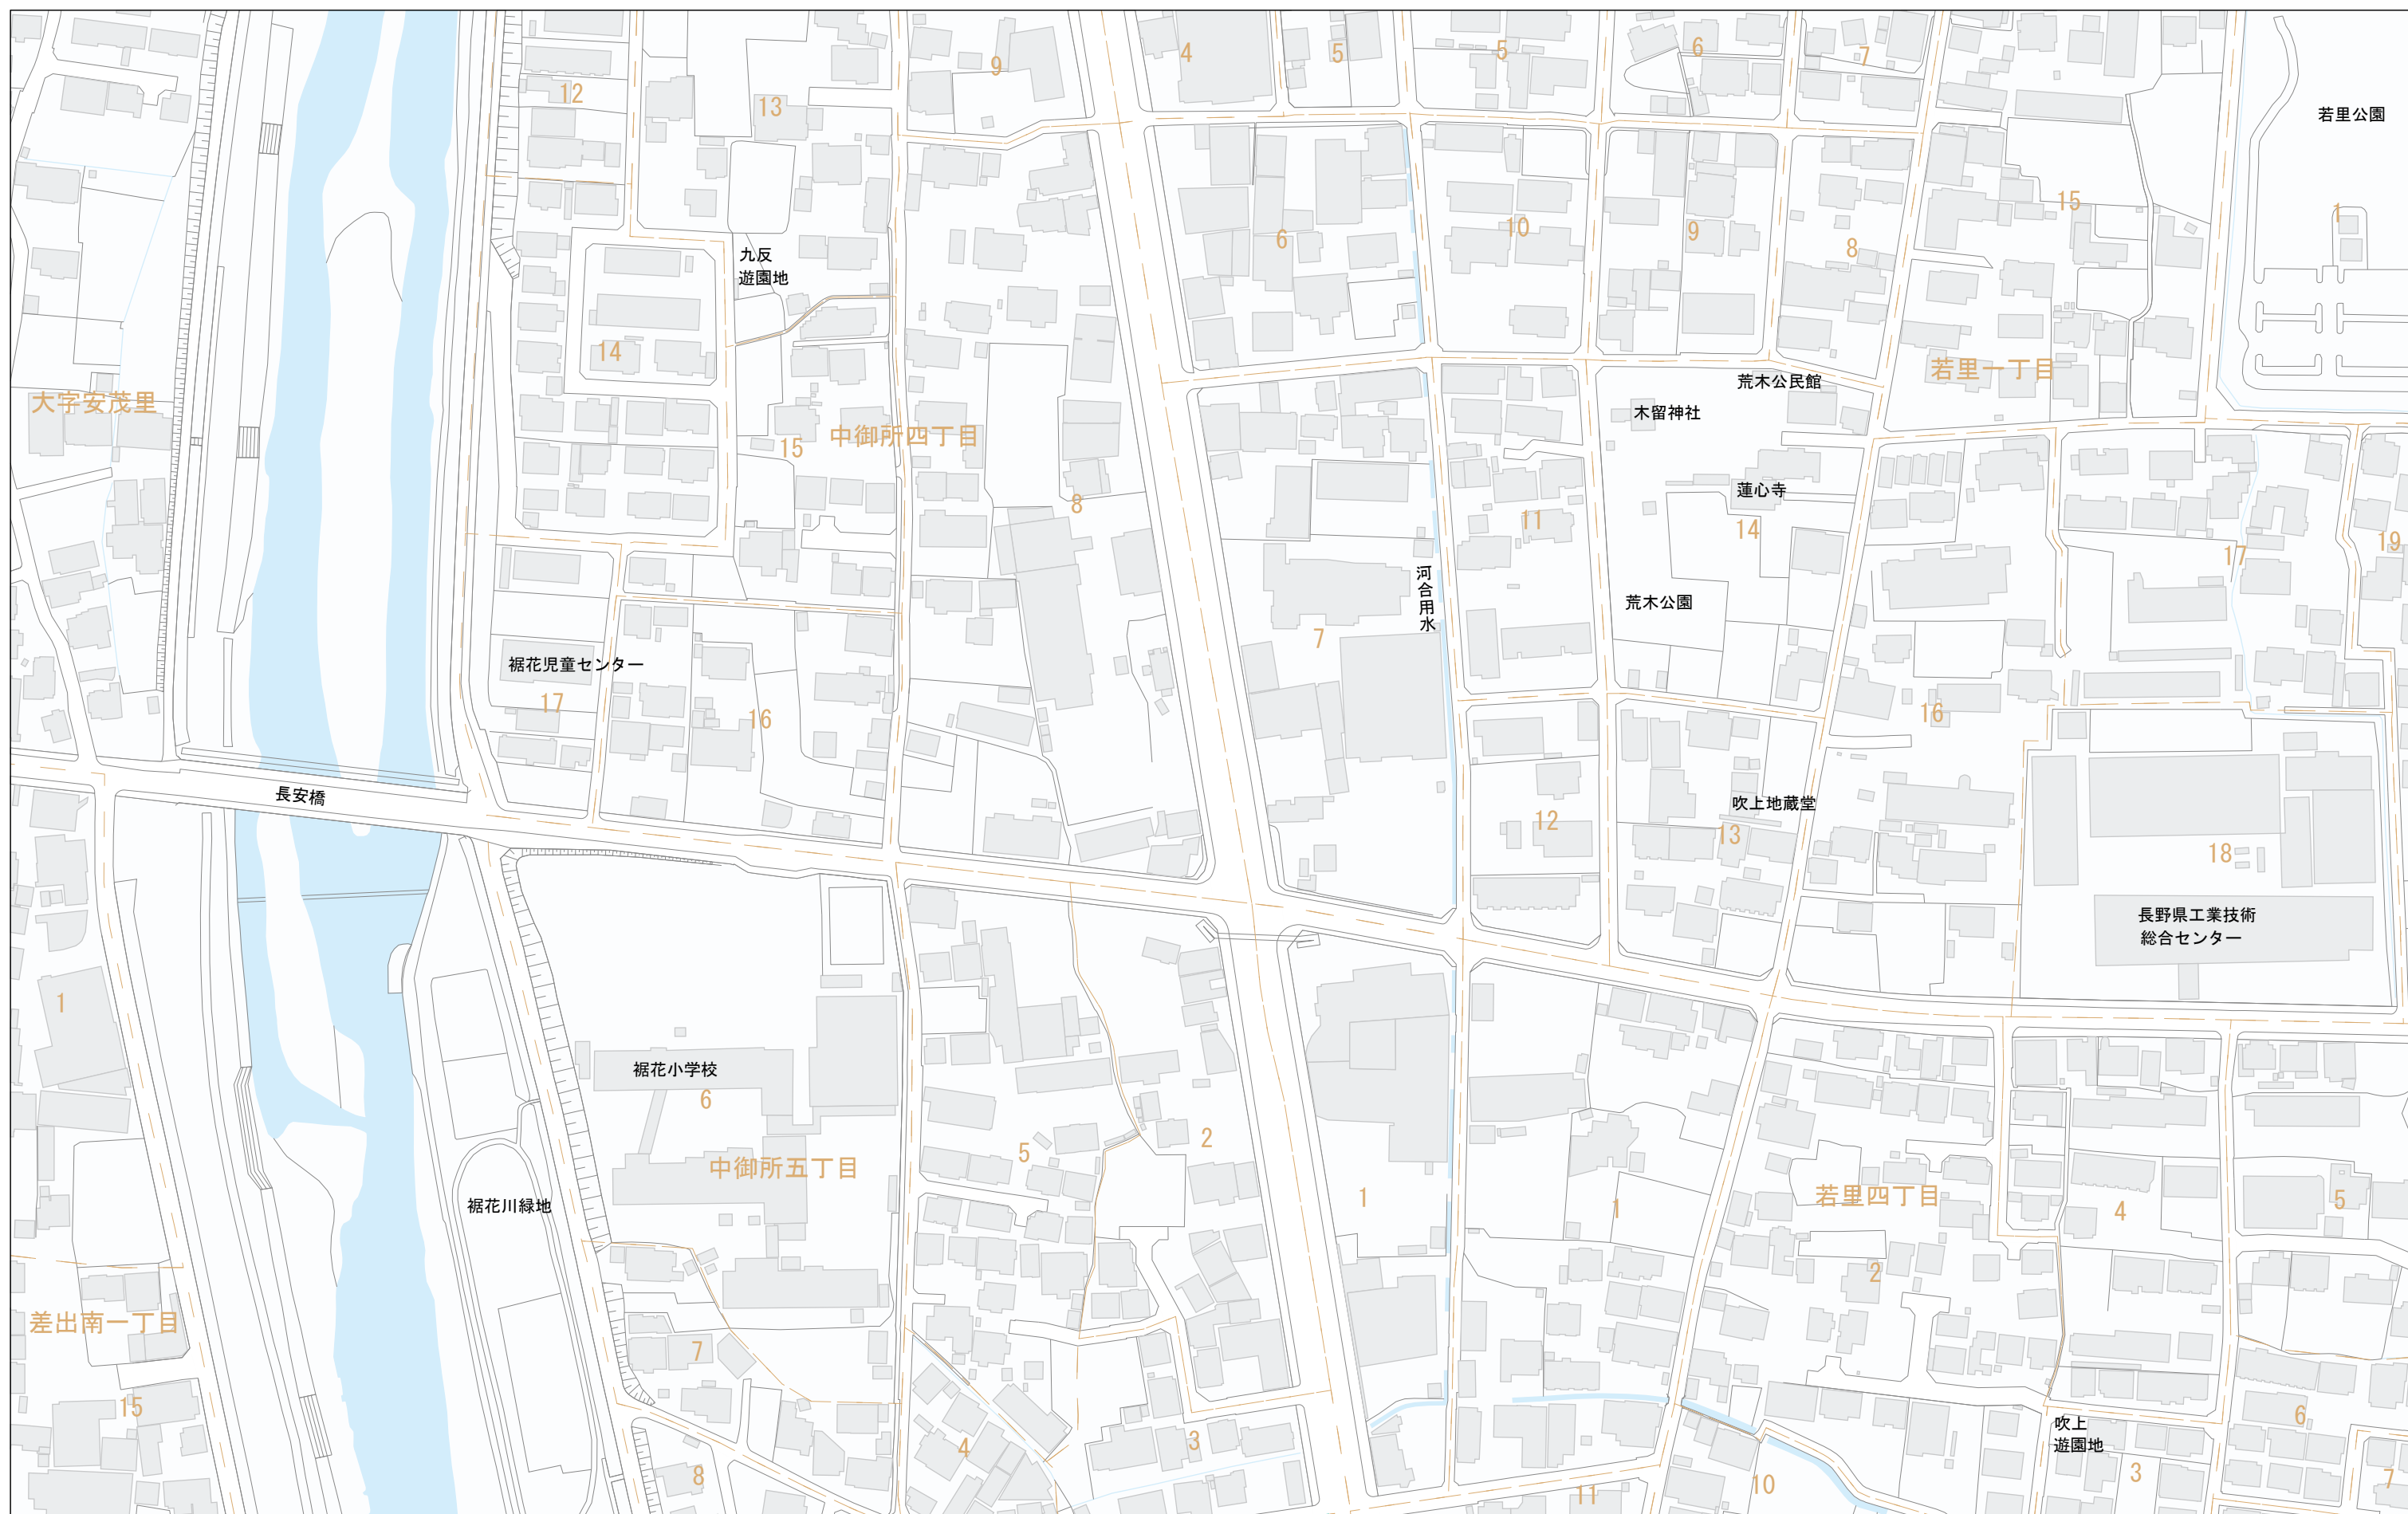 9
4
5
5
6
7
12
13
若里公園
15
1
6
10
9
8
九反
遊園地
14
若里一丁目
荒木公民館
大字安茂里
木留神社
中御所四丁目
15
8
蓮心寺
11
14
19
17
河合用水
荒木公園
7
裾花児童センター
17
16
16
長安橋
吹上地蔵堂
12
13
18
長野県工業技術
総合センター
1
裾花小学校
6
2
5
中御所五丁目
裾花川緑地
1
1
若里四丁目
4
5
2
差出南一丁目
7
15
6
吹上
遊園地
4
3
8
3
7
10
11